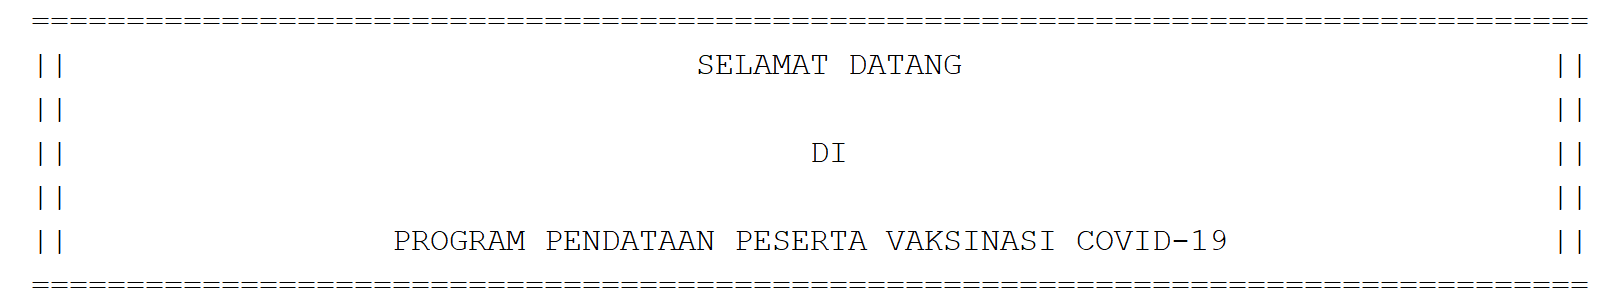 ==================================================================================
||                                 SELAMAT DATANG                               ||
||                                                                              ||
||                                       DI                                     ||
||                                                                              ||
||                 PROGRAM PENDATAAN PESERTA VAKSINASI COVID-19                 ||
==================================================================================